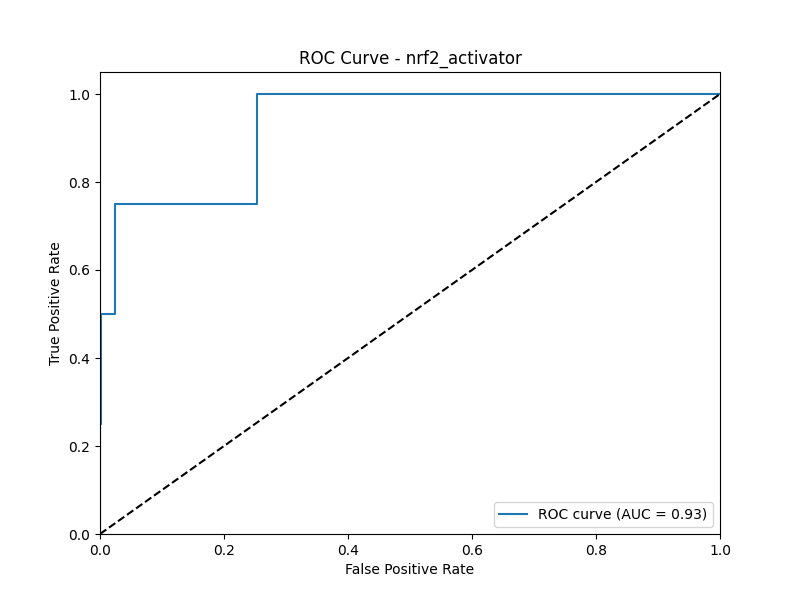 ROC Curve - nrf2_activator
True Positive Rate
1.0
0.8
0.6
0.4
0.2
0.0
0.0 0.2 0.4 0.6 0.8 1.0
False Positive Rate
ROC curve (AUC = 0.93)